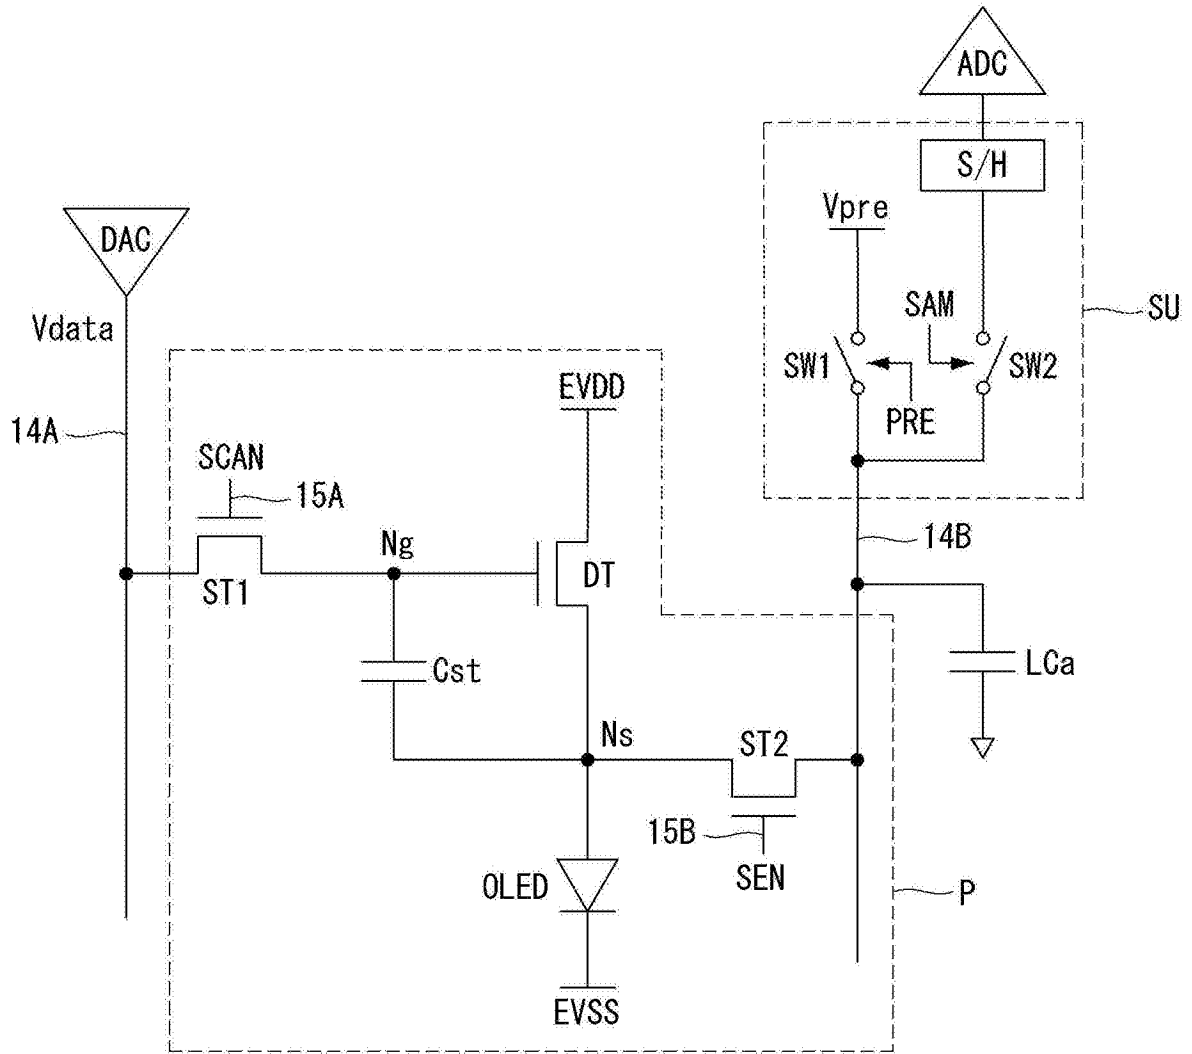 ADC
S/H
Vpre
DAC
SAM
SU
Vdata
SW1
SW2
EVDD
PRE
14A
SCAN
15A
14B
Ng
DT
ST1
Cst
LCa
Ns
ST2
15B
SEN
OLED
P
EVSS